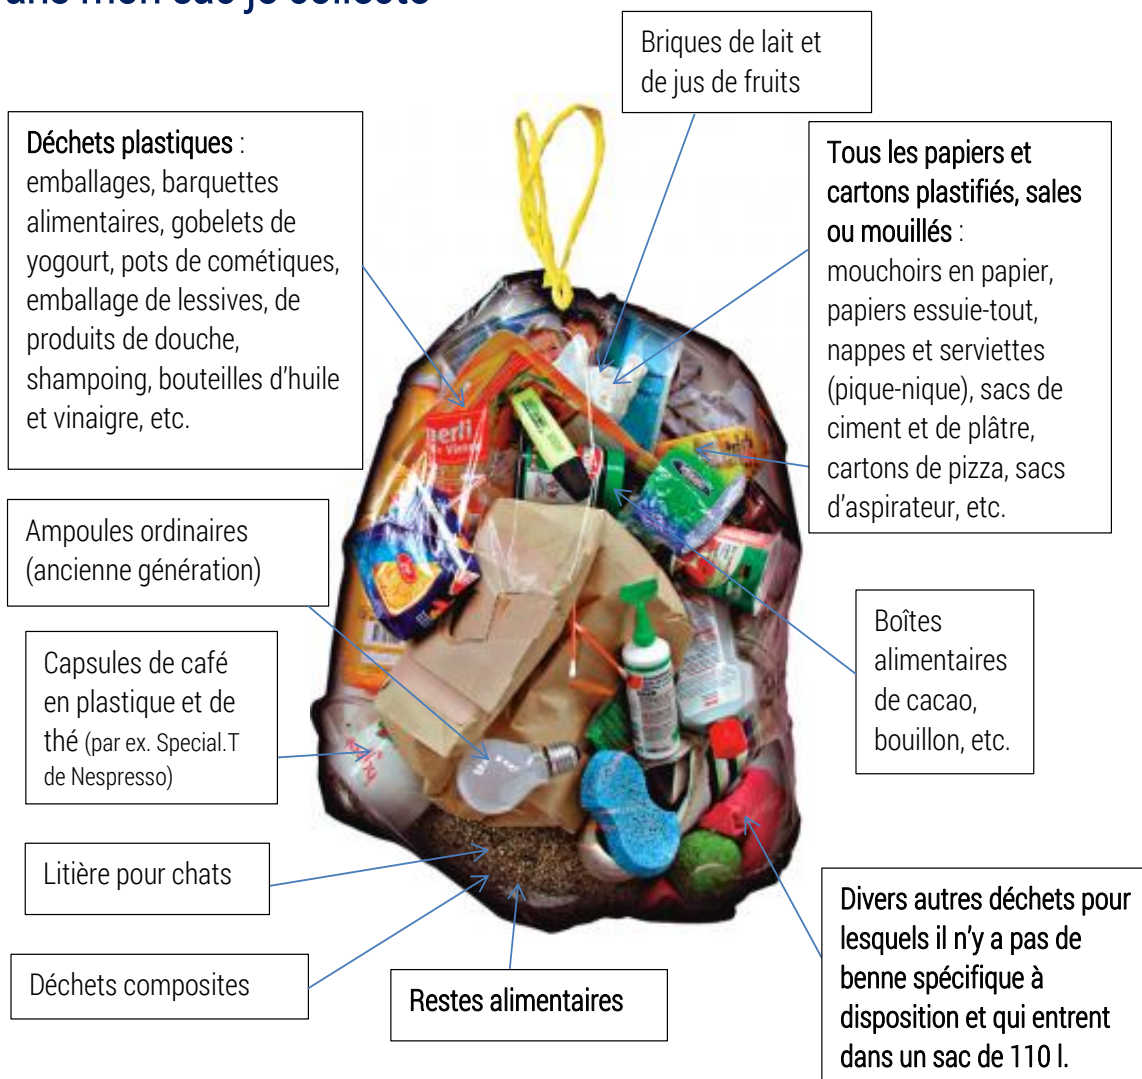 ans mon sac je collecte
Briques de lait et
de jus de fruits
Déchets plastiques :
emballages, barquettes
alimentaires, gobelets de
yogourt, pots de cométiques,
emballage de lessives, de
produits de douche,
shampoing, bouteilles d'huile
et vinaigre, etc.
Tous les papiers et
cartons plastifiés, sales
ou mouillés :
mouchoirs en papier,
papiers essuie-tout,
nappes et serviettes
(pique-nique), sacs de
ciment et de plâtre,
cartons de pizza, sacs
d'aspirateur, etc.
Ampoules ordinaires
(ancienne génération)
Capsules de café
en plastique et de
thé (par ex. Special.T
de Nespresso)
Boîtes
alimentaires
de cacao,
bouillon, etc.
Litière pour chats
Déchets composites
Restes alimentaires
Divers autres déchets pour
lesquels il n'y a pas de
benne spécifique à
disposition et qui entrent
dans un sac de 110 l.